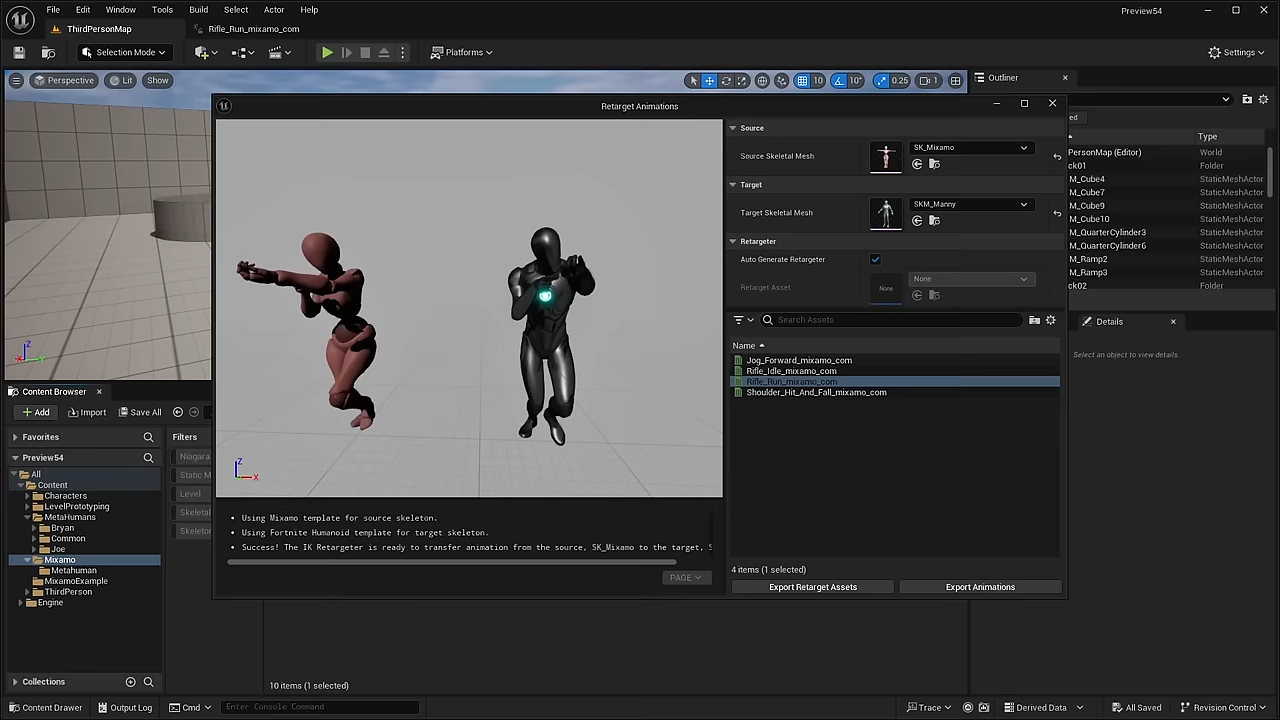 File Edit Window Tools Build Select Actor Help
Preview54
ThirdPersonMap
Rifle_Run_mixamo_com
Selection Mode
Platforms
Settings
Perspective
Lit
Show
10
10°
0.25
1
Outliner
Retarget Animations
Source
Source Skeletal Mesh
SK_Mixamo
Target
Target Skeletal Mesh
SKM_Manny
Retargeter
Auto Generate Retargeter
Retarget Asset
None
None
Search Assets
Name
Jog_Forward_mixamo_com
Rifle_Idle_mixamo_com
Rifle_Run_mixamo_com
Shoulder_Hit_And_Fall_mixamo_com
4 items (1 selected)
Export Retarget Assets
Export Animations
Z
X
• Using Mixamo template for source skeleton.
• Using Fortnite Humanoid template for target skeleton.
• Success! The IK Retargeter is ready to transfer animation from the source, SK_Mixamo to the target, S
PAGE
ed
Type
PersonMap (Editor) World
ck01 Folder
M_Cube4 StaticMeshActor
M_Cube7 StaticMeshActor
M_Cube9 StaticMeshActor
M_Cube10 StaticMeshActor
M_QuarterCylinder3 StaticMeshActor
M_QuarterCylinder6 StaticMeshActor
M_Ramp2 StaticMeshActor
M_Ramp3 StaticMeshActor
ck02 Folder
Details
Select an object to view details.
Z
X
Y
Content Browser
Add
Import
Save All
Favorites
Filters
Preview54
Niagara
Static M
Level
Skeletal
Skeleton
All
Content
Characters
LevelPrototyping
MetaHumans
Bryan
Common
Joe
Mixamo
Metahuman
MixamoExample
ThirdPerson
Engine
Collections
10 items (1 selected)
Content Drawer
Output Log
Cmd
Enter Console Command
Trace
Derived Data
All Saved
Revision Control